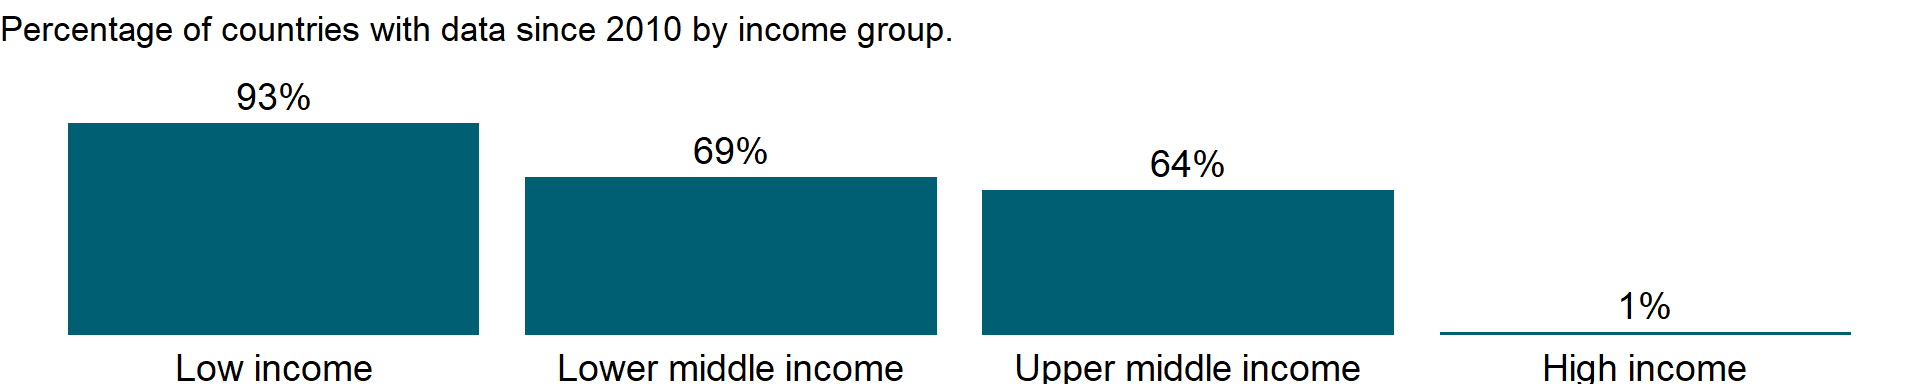 Percentage of countries with data since 2010 by income group.
93%
69%
64%
1%
Low income
Lower middle income
Upper middle income
High income